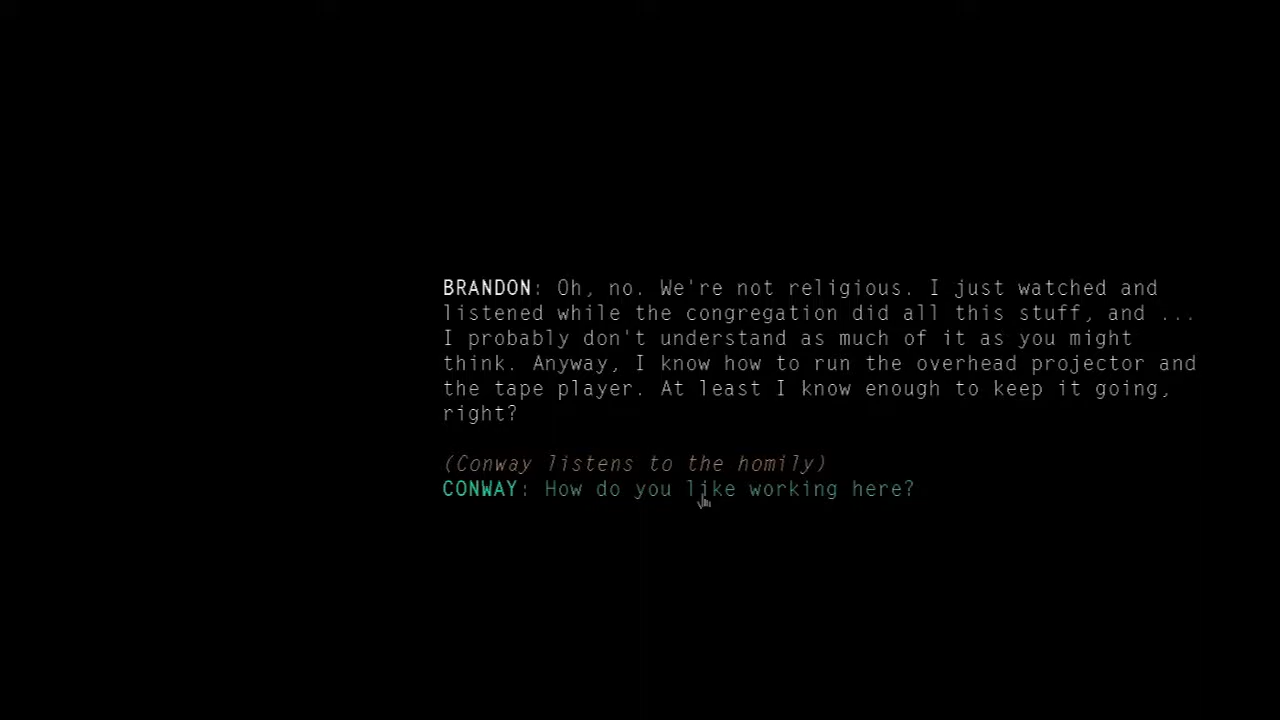 BRANDON: Oh, no. We're not religious. I just watched and
listened while the congregation did all this stuff, and ...
I probably don't understand as much of it as you might
think. Anyway, I know how to run the overhead projector and
the tape player. At least I know enough to keep it going,
right?
(Conway listens to the homily)
CONWAY: How do you like working here?